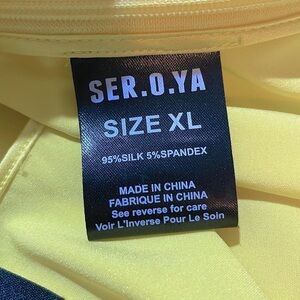 SER.O.YA
SIZE XL
95%SILK 5%SPANDEX
MADE IN CHINA
FABRIQUE IN CHINA
See reverse for care
Voir L'Inverse Pour Le Soin